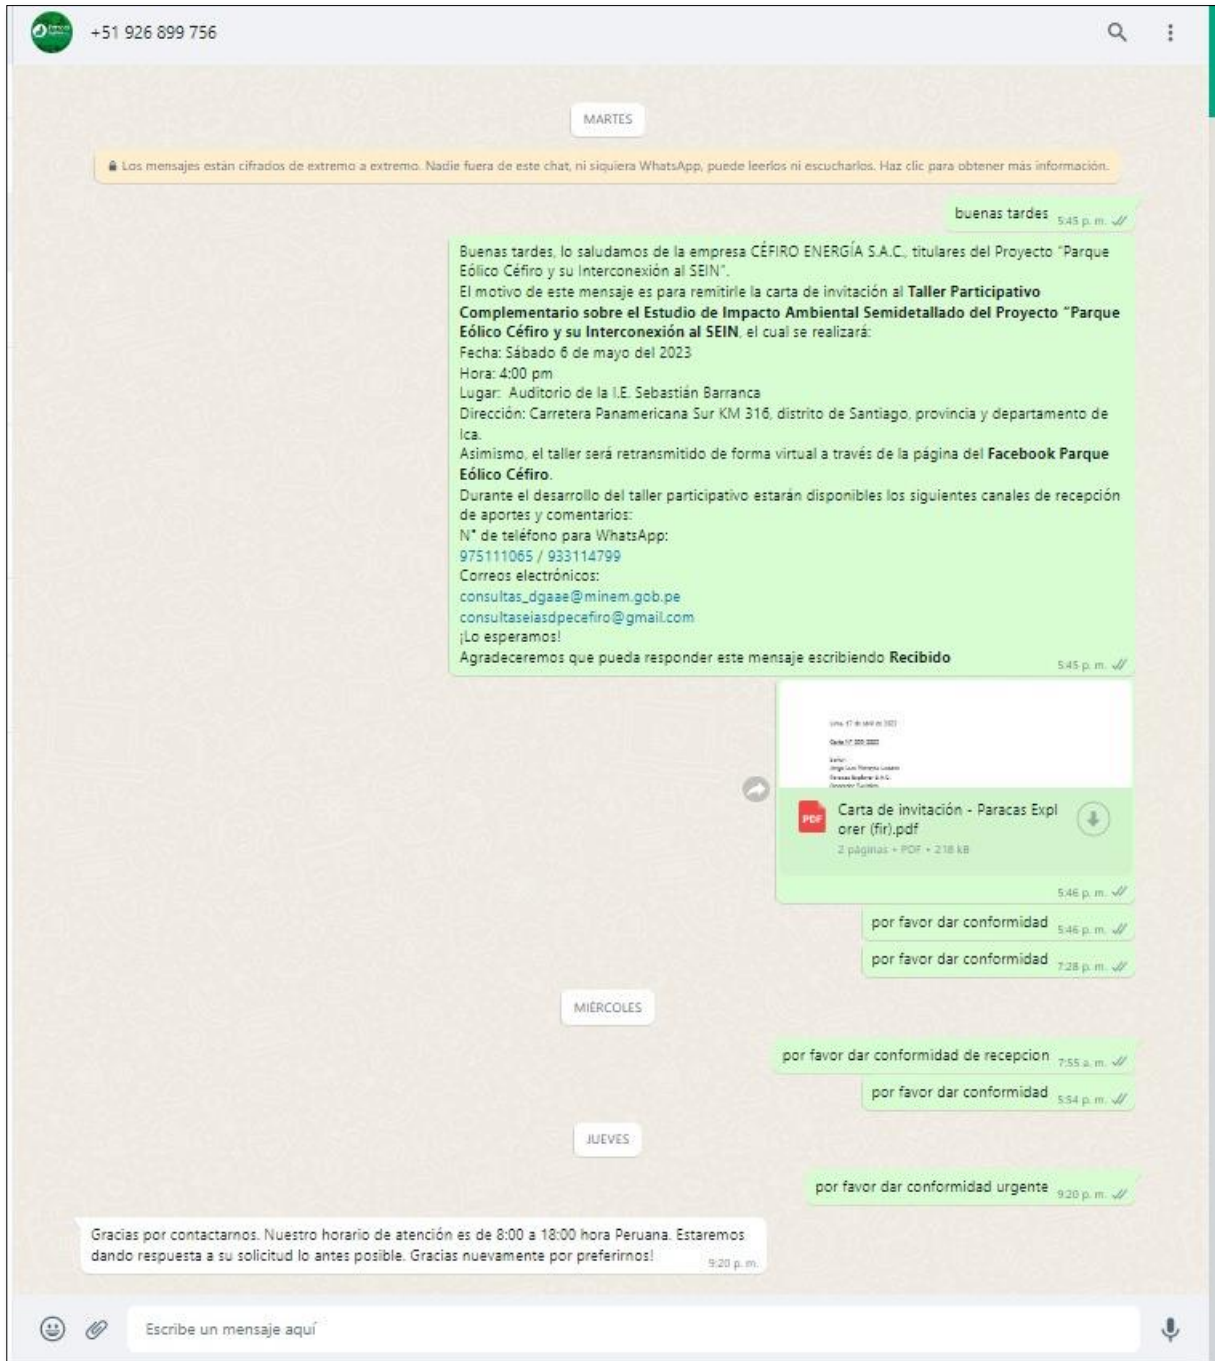 +51 926 899 756
MARTES
Los mensajes están cifrados de extremo a extremo. Nadie fuera de este chat, ni siquiera WhatsApp, puede leerlos ni escucharlos. Haz clic para obtener más información.
buenas tardes 5:45 p. m.
Buenas tardes, lo saludamos de la empresa CÉFIRO ENERGÍA S.A.C., titulares del Proyecto "Parque
Eólico Céfiro y su Interconexión al SEIN".
El motivo de este mensaje es para remitirle la carta de invitación al Taller Participativo
Complementario sobre el Estudio de Impacto Ambiental Semidetallado del Proyecto "Parque
Eólico Céfiro y su Interconexión al SEIN, el cual se realizará:
Fecha: Sábado 6 de mayo del 2023
Hora: 4:00 pm
Lugar: Auditorio de la I.E. Sebastián Barranca
Dirección: Carretera Panamericana Sur KM 316, distrito de Santiago, provincia y departamento de
Ica.
Asimismo, el taller será retransmitido de forma virtual a través de la página del Facebook Parque
Eólico Céfiro.
Durante el desarrollo del taller participativo estarán disponibles los siguientes canales de recepción
de aportes y comentarios:
N° de teléfono para WhatsApp:
975111065 / 933114799
Correos electrónicos:
consultas_dgaae@minem.gob.pe
consultaseiasdpecefiro@gmail.com
¡Lo esperamos!
Agradeceremos que pueda responder este mensaje escribiendo Recibido
5:45 p. m.
PDF
Carta de invitación - Paracas Expl
orer (fir).pdf
2 páginas • PDF • 218 kB
5:46 p. m.
por favor dar conformidad 5:46 p. m.
por favor dar conformidad 7:28 p. m.
MIÉRCOLES
por favor dar conformidad de recepcion 7:55 a. m.
por favor dar conformidad 5:54 p. m.
JUEVES
por favor dar conformidad urgente 9:20 p. m.
Gracias por contactarnos. Nuestro horario de atención es de 8:00 a 18:00 hora Peruana. Estaremos
dando respuesta a su solicitud lo antes posible. Gracias nuevamente por preferirnos!
9:20 p. m.
Escribe un mensaje aquí